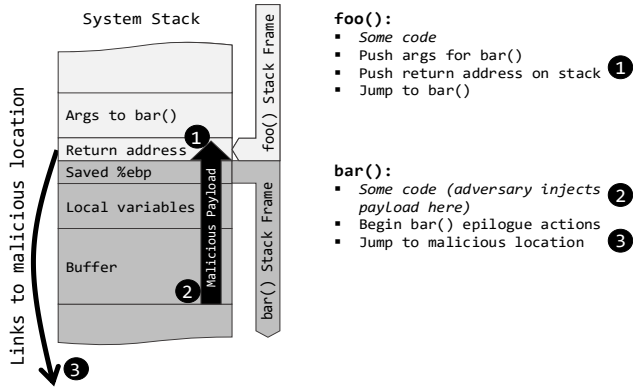 System Stack
Args to bar()
Return address
Saved %ebp
Local variables
Buffer
1
2
3
Malicious Payload
foo() Stack Frame
bar() Stack Frame
Links to malicious location
foo():
▪ Some code
▪ Push args for bar()
▪ Push return address on stack 1
▪ Jump to bar()
bar():
▪ Some code (adversary injects
payload here) 2
▪ Begin bar() epilogue actions
▪ Jump to malicious location 3